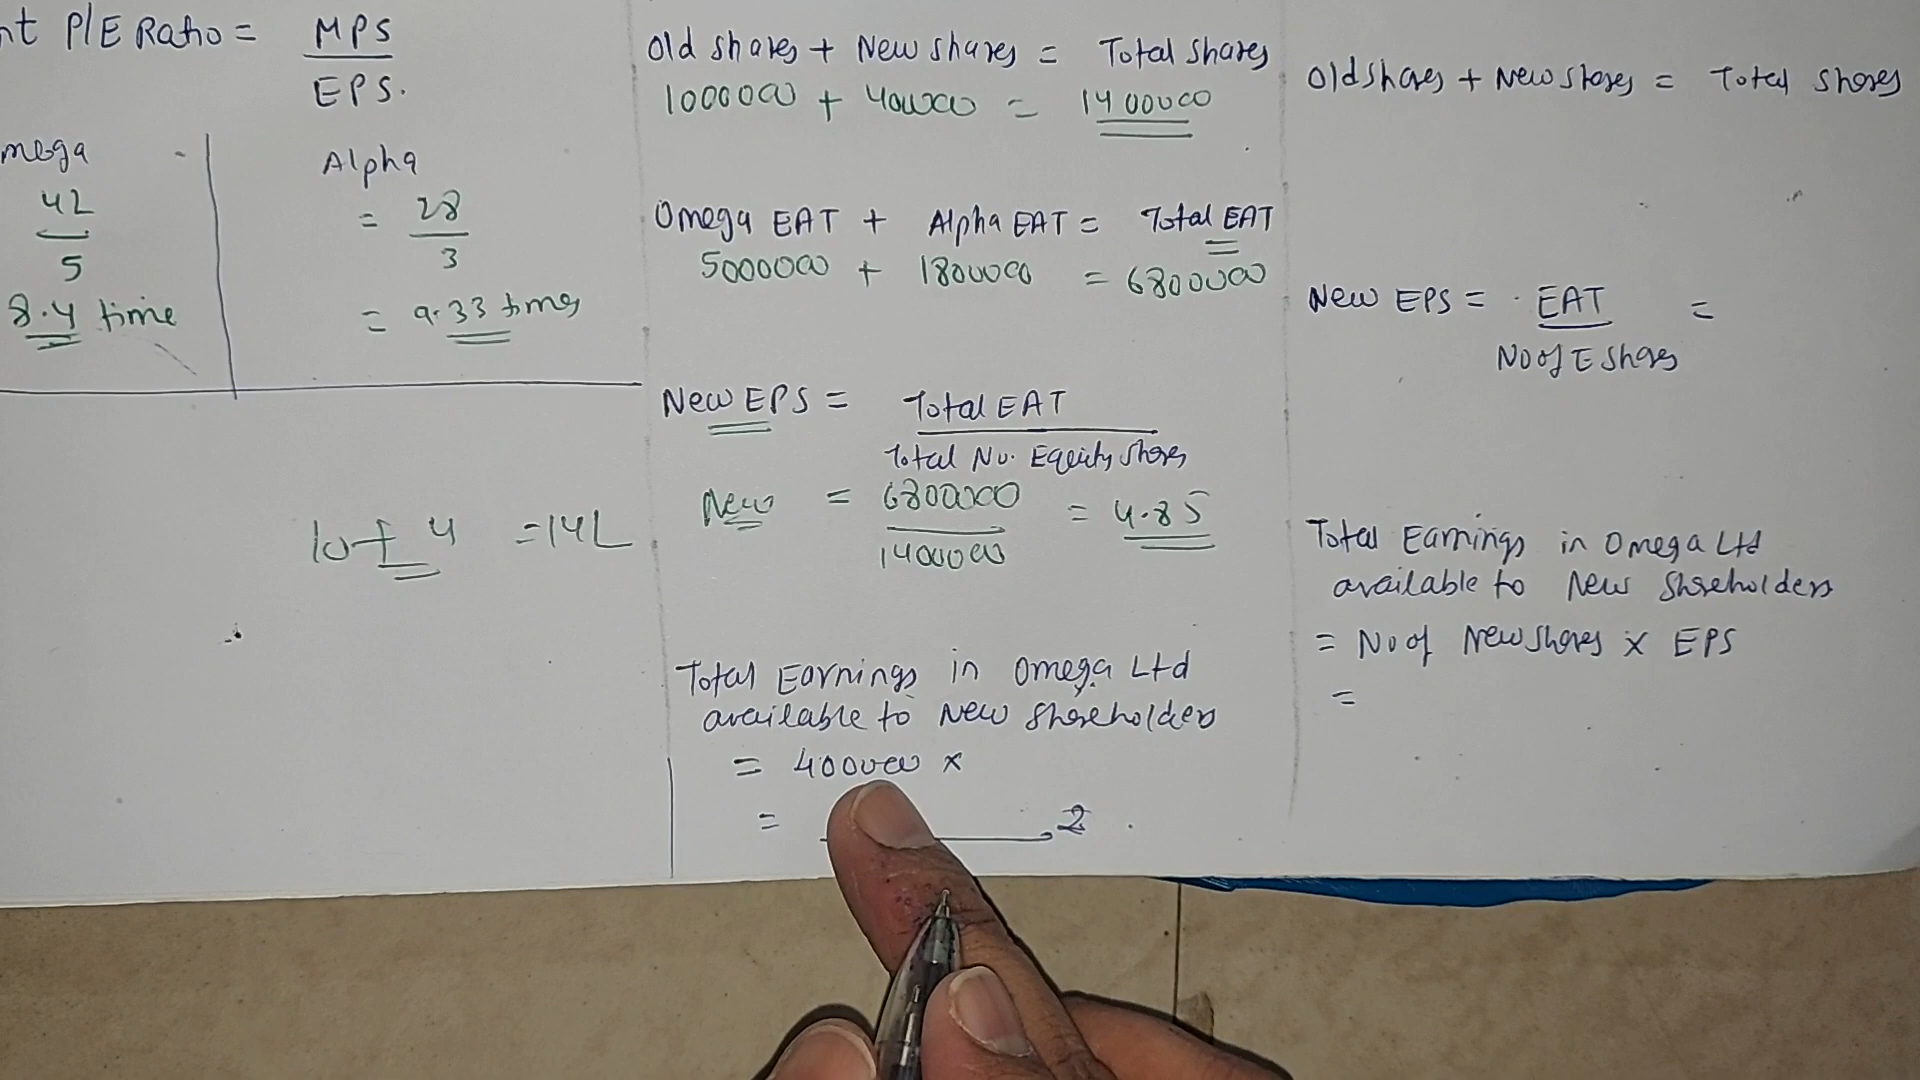 nt P/E Ratio = MPS
EPS.
mega
42
5
8.4 time
Alpha
= 28
3
= 9.33 times
10+ 4 =14L
Old shares + New shares = Total shares
1000000 + 400000 = 1400000
Omega EAT + Alpha EAT = Total EAT
5000000 + 1800000 = 6800000
New EPS = Total EAT
Total No. Equity shares
New = 6800000 = 4.85
1400000
Total Earnings in Omega Ltd
available to New Shareholders
= 400000 ×
= 2
Old shares + New shares = Total shares
New EPS = EAT =
No of E shares
Total Earnings in Omega Ltd
available to New Shareholders
= No of New shares × EPS
=